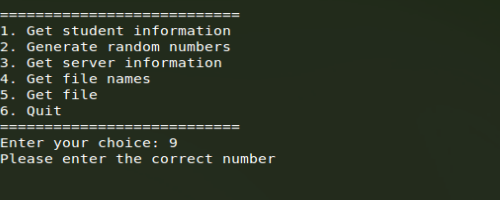 ===========================
1. Get student information
2. Generate random numbers
3. Get server information
4. Get file names
5. Get file
6. Quit
===========================
Enter your choice: 9
Please enter the correct number